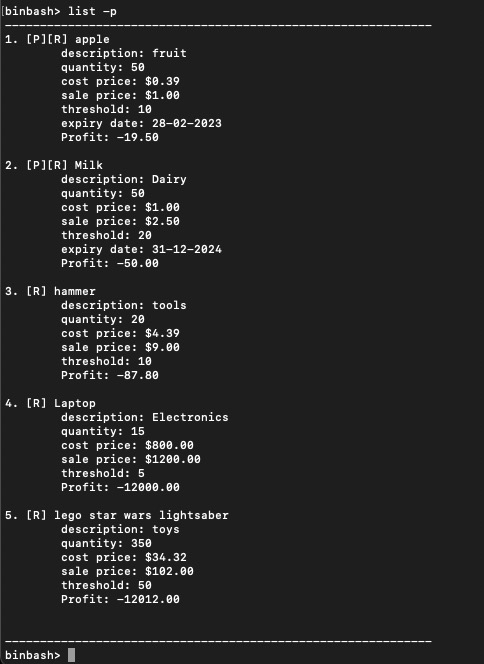 [binbash> list -p
-------------------------------------------------------------
1. [P][R] apple
description: fruit
quantity: 50
cost price: $0.39
sale price: $1.00
threshold: 10
expiry date: 28-02-2023
Profit: -19.50
2. [P][R] Milk
description: Dairy
quantity: 50
cost price: $1.00
sale price: $2.50
threshold: 20
expiry date: 31-12-2024
Profit: -50.00
3. [R] hammer
description: tools
quantity: 20
cost price: $4.39
sale price: $9.00
threshold: 10
Profit: -87.80
4. [R] Laptop
description: Electronics
quantity: 15
cost price: $800.00
sale price: $1200.00
threshold: 5
Profit: -12000.00
5. [R] lego star wars lightsaber
description: toys
quantity: 350
cost price: $34.32
sale price: $102.00
threshold: 50
Profit: -12012.00
-------------------------------------------------------------
binbash>